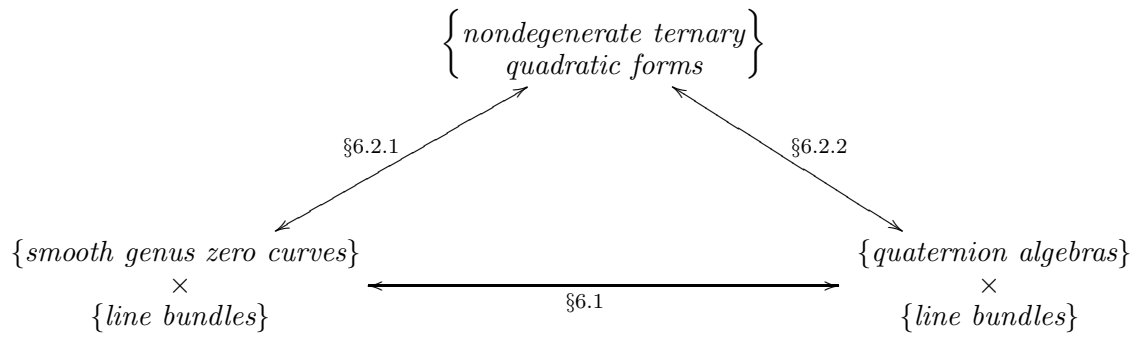 {nondegenerate ternary
quadratic forms}
§6.2.1
§6.2.2
{smooth genus zero curves}
×
{line bundles}
§6.1
{quaternion algebras}
×
{line bundles}